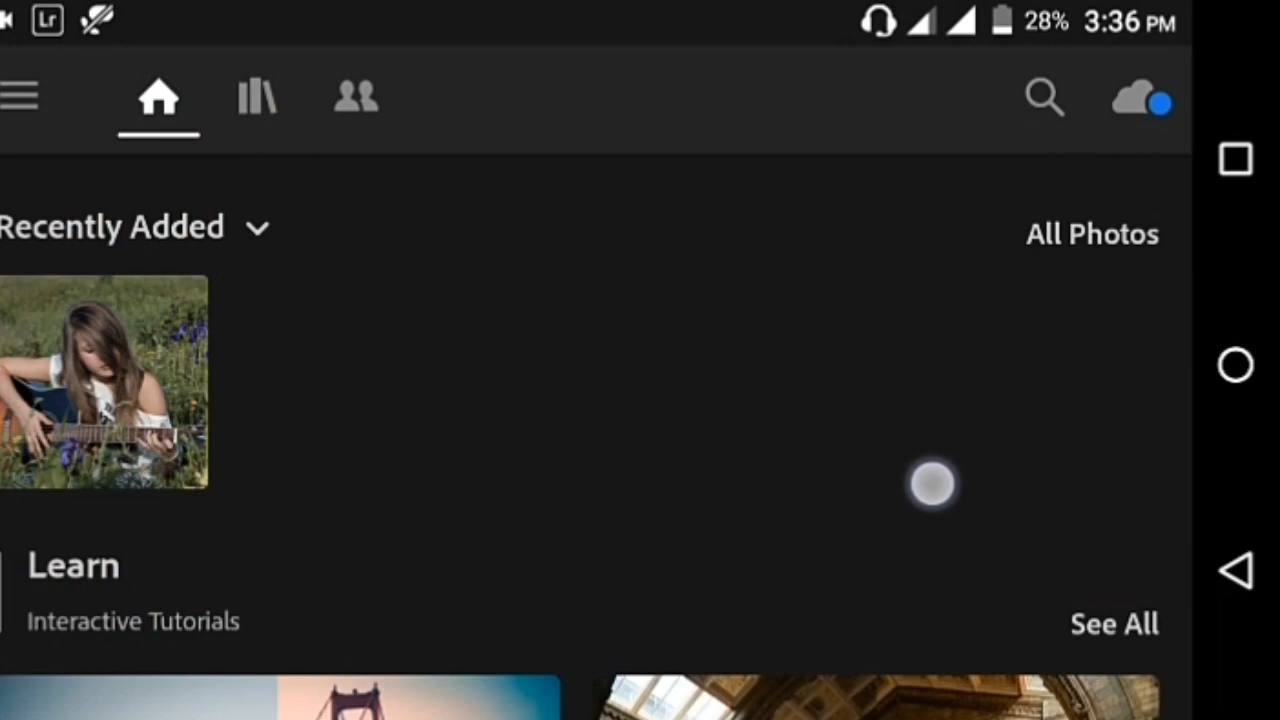 Lr 28% 3:36 PM
Recently Added
All Photos
Learn
Interactive Tutorials
See All